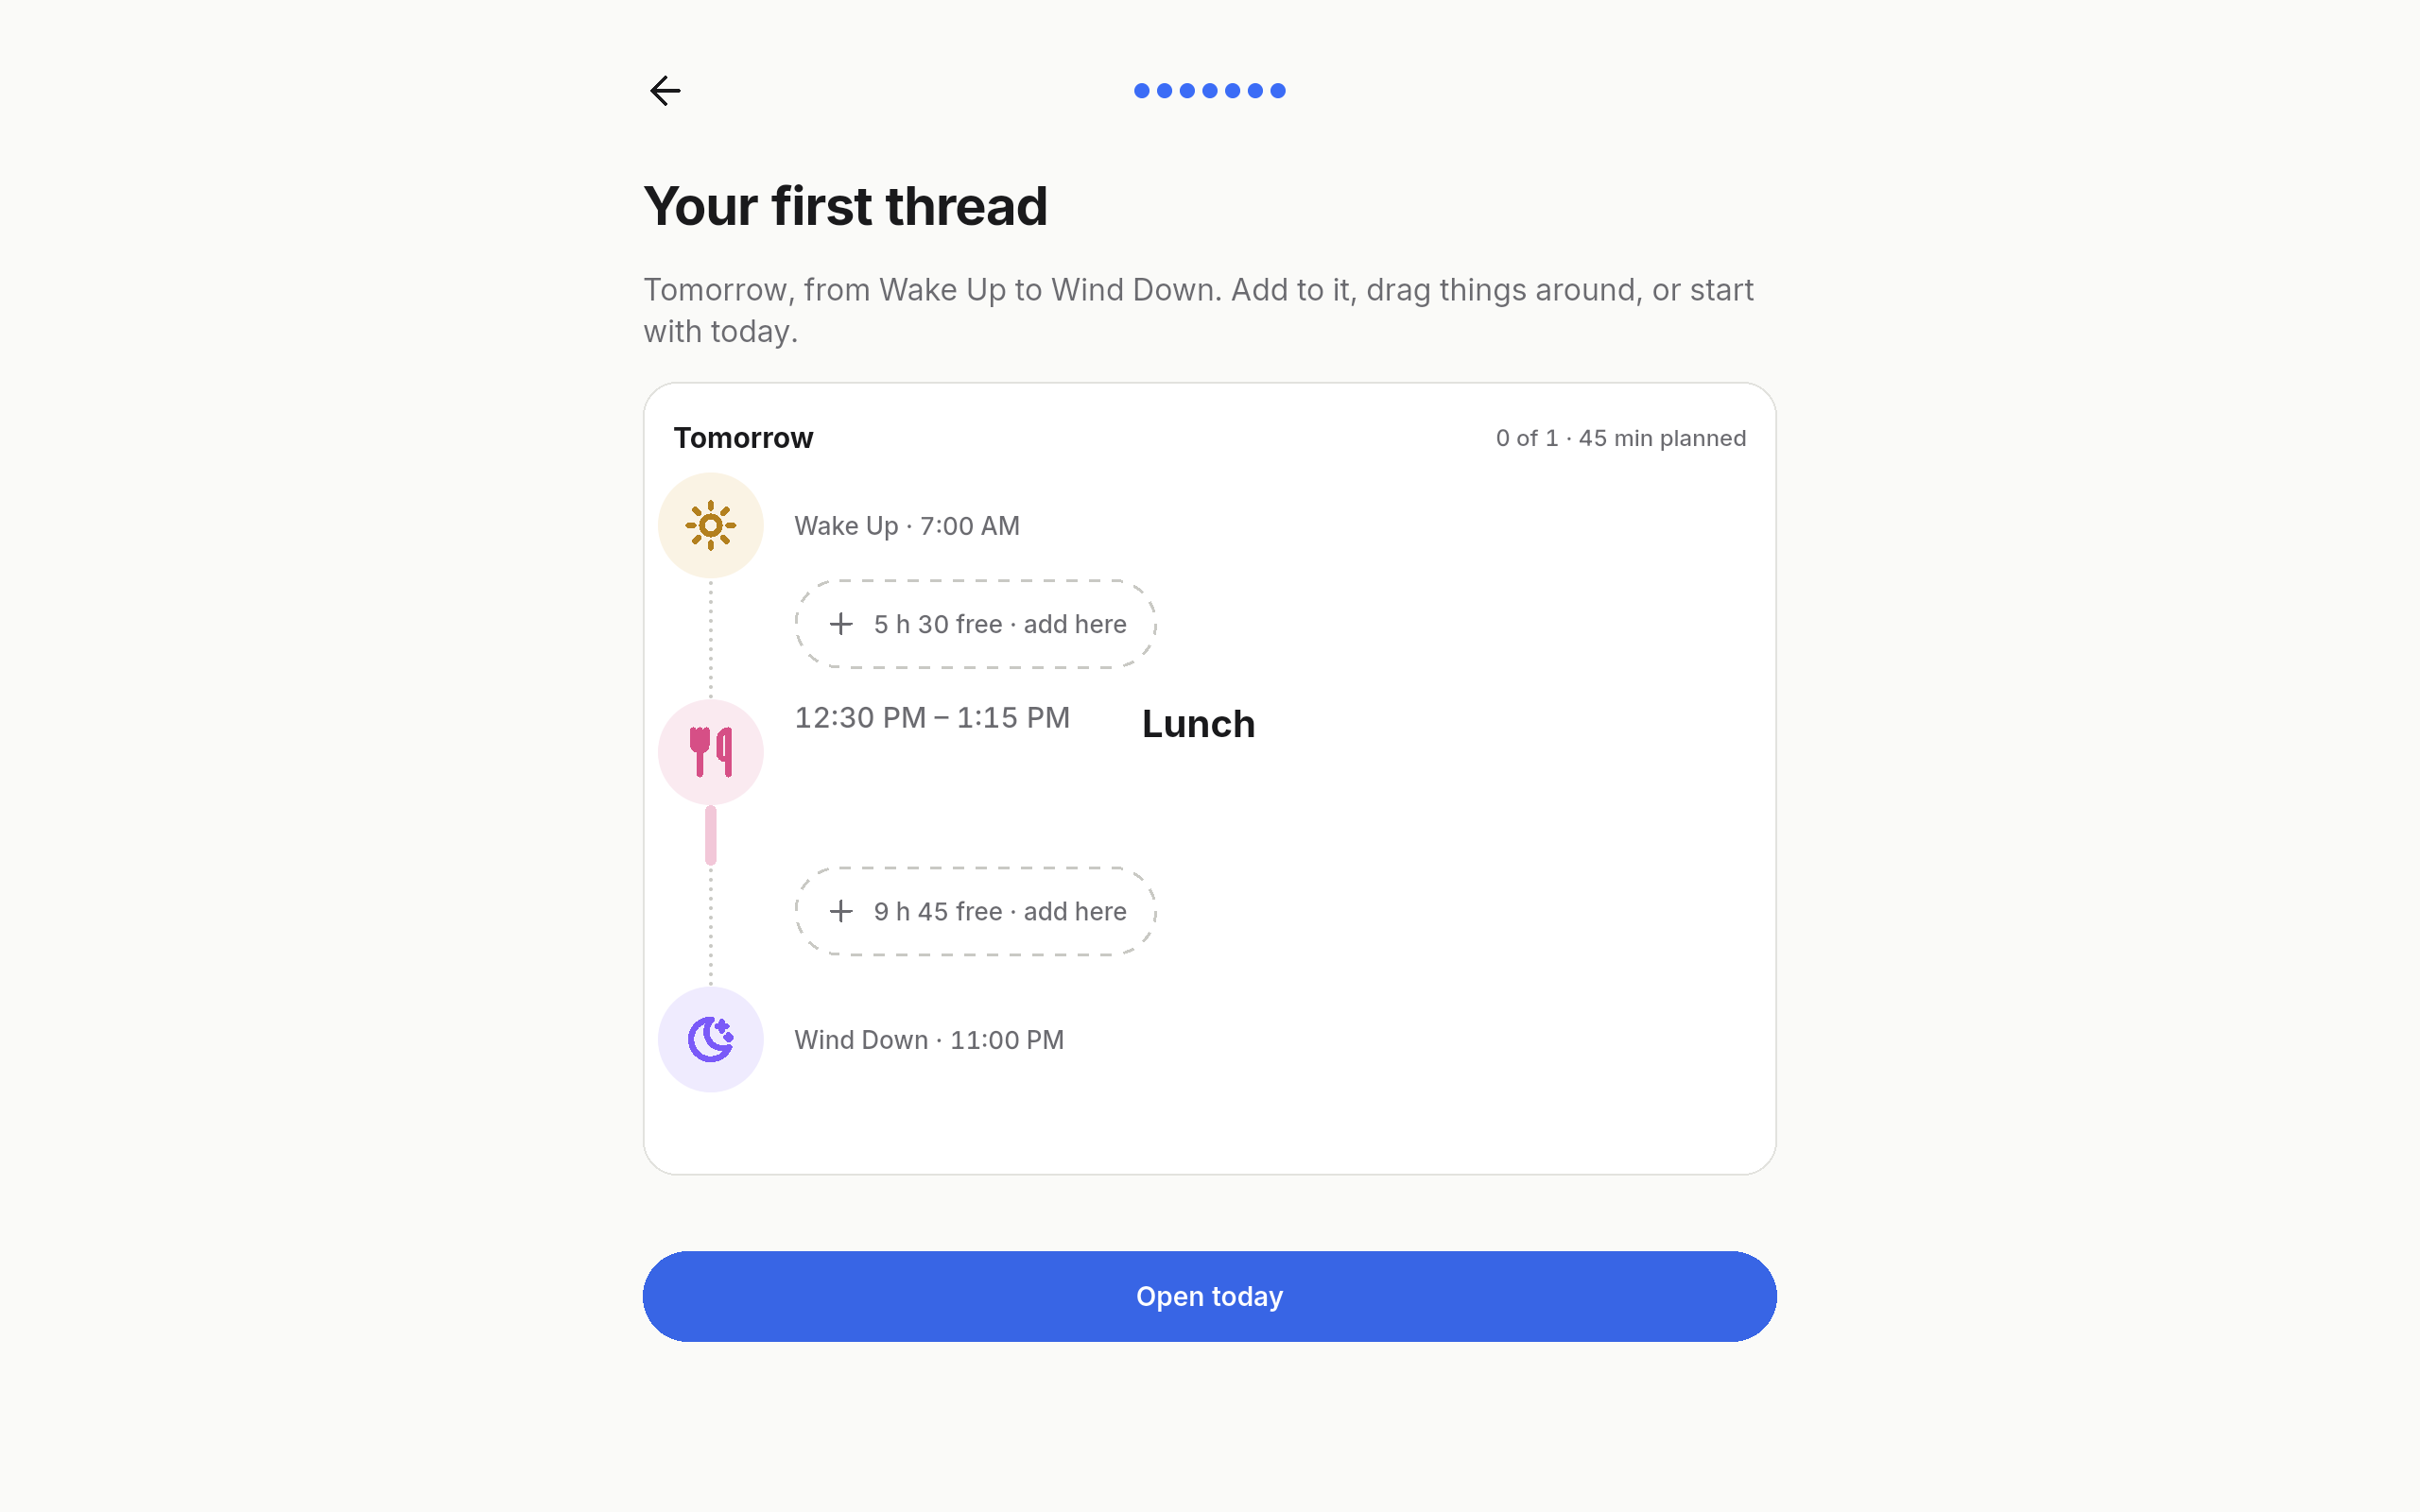 Your first thread
Tomorrow, from Wake Up to Wind Down. Add to it, drag things around, or start
with today.
Tomorrow
0 of 1 · 45 min planned
Wake Up · 7:00 AM
5 h 30 free · add here
12:30 PM – 1:15 PM
Lunch
9 h 45 free · add here
Wind Down · 11:00 PM
Open today